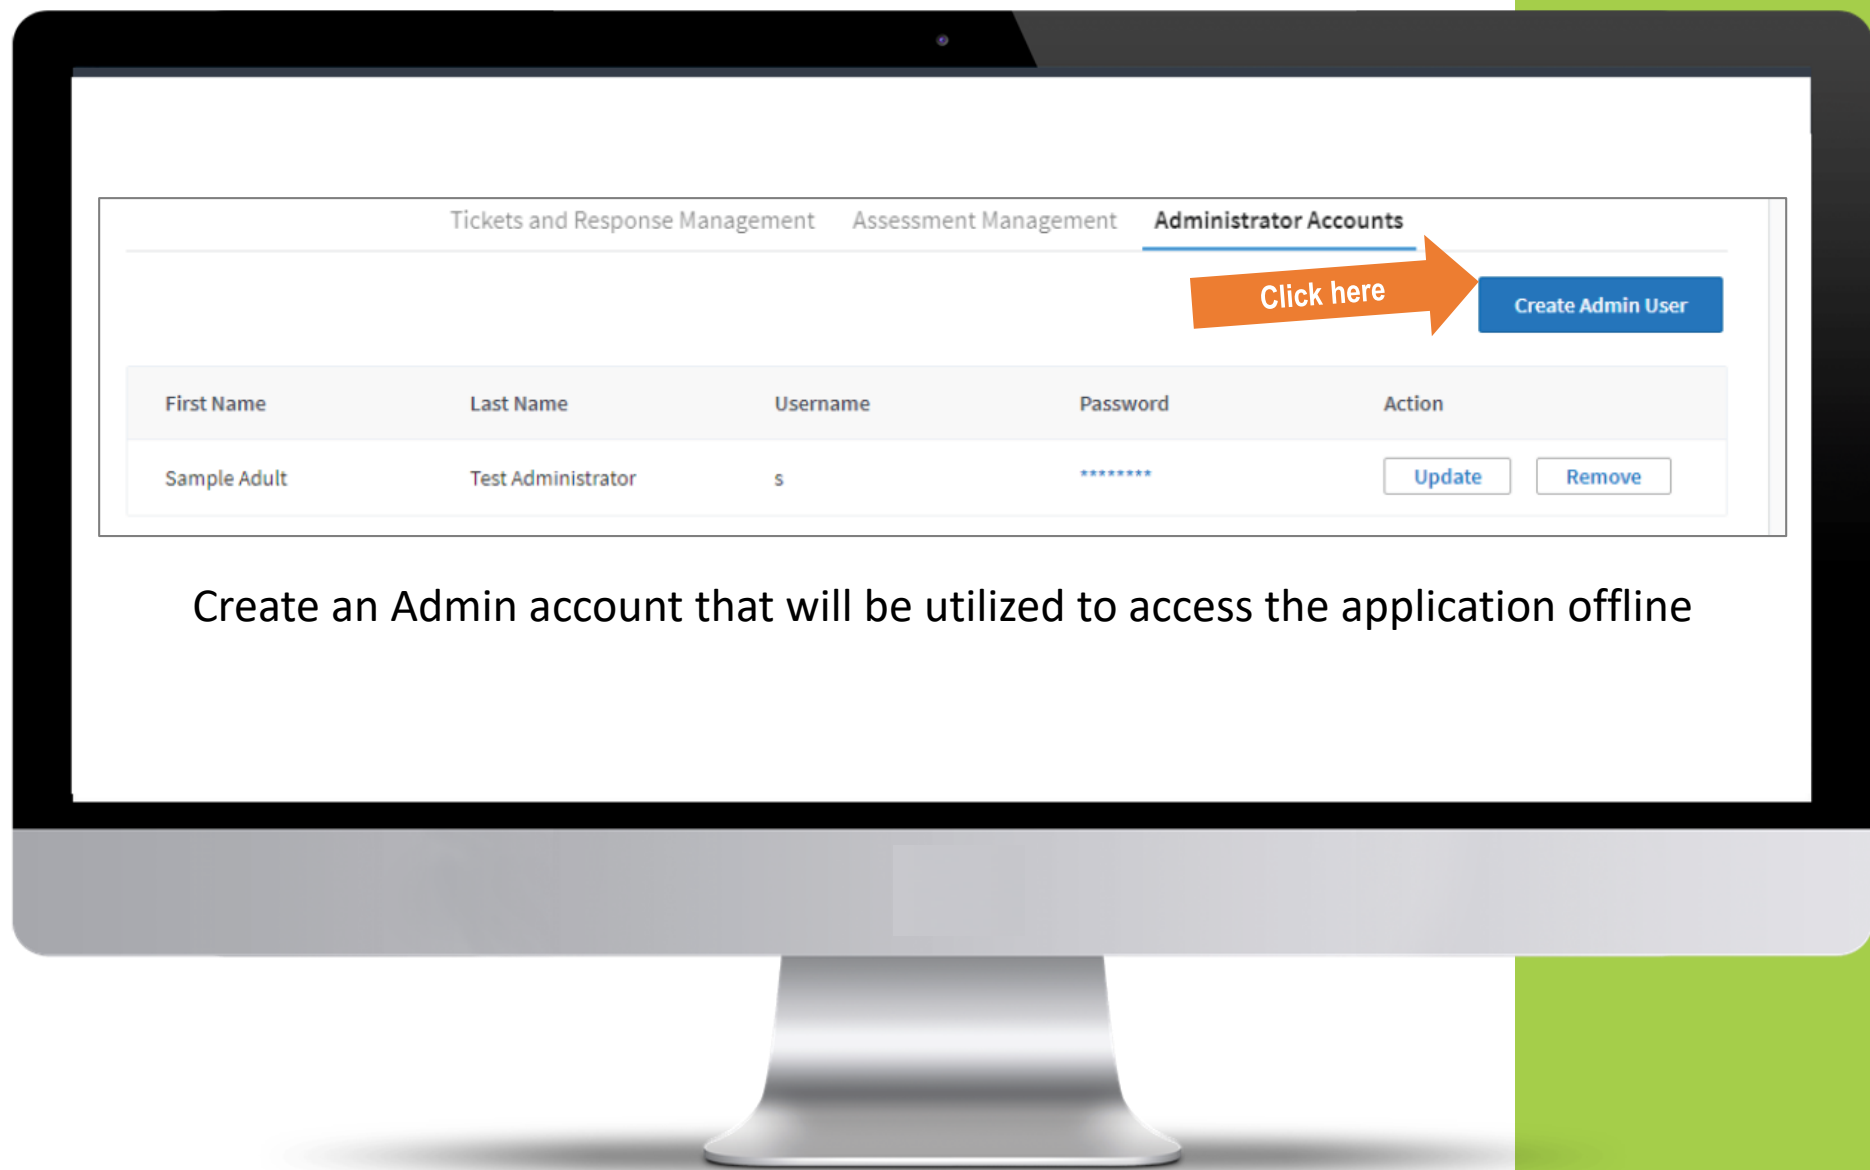 Tickets and Response Management Assessment Management Administrator Accounts
Click here
Create Admin User
First Name Last Name Username Password Action
Sample Adult Test Administrator s ******** Update Remove
Create an Admin account that will be utilized to access the application offline